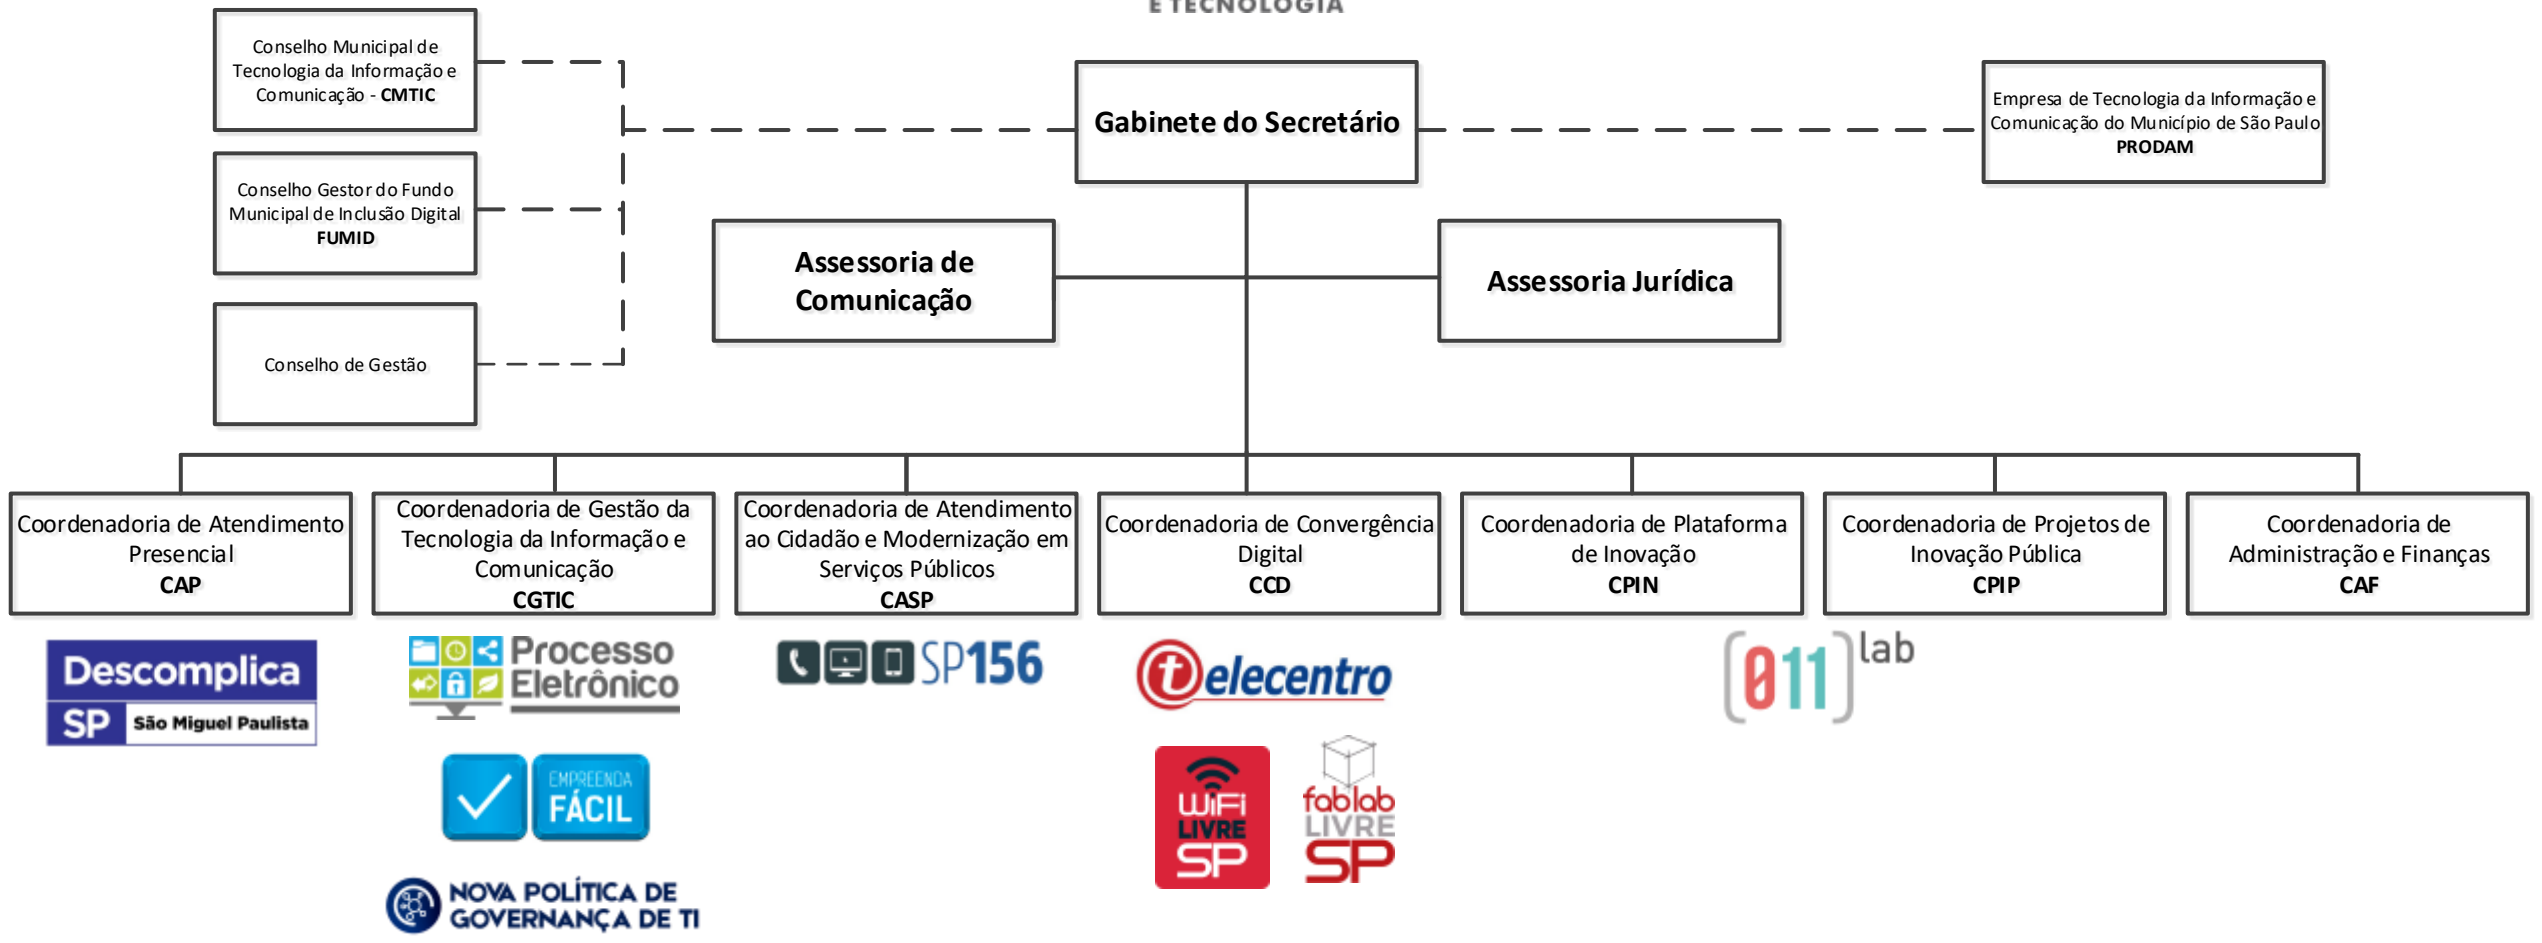 E TECNOLOGIA
Conselho Municipal de
Tecnologia da Informação e
Comunicação - CMTIC
Gabinete do Secretário
Empresa de Tecnologia da Informação e
Comunicação do Município de São Paulo
PRODAM
Conselho Gestor do Fundo
Municipal de Inclusão Digital
FUMID
Assessoria de
Comunicação
Assessoria Jurídica
Conselho de Gestão
Coordenadoria de Atendimento
Presencial
CAP
Coordenadoria de Gestão da
Tecnologia da Informação e
Comunicação
CGTIC
Coordenadoria de Atendimento
ao Cidadão e Modernização em
Serviços Públicos
CASP
Coordenadoria de Convergência
Digital
CCD
Coordenadoria de Plataforma
de Inovação
CPIN
Coordenadoria de Projetos de
Inovação Pública
CPIP
Coordenadoria de
Administração e Finanças
CAF
Descomplica
SP São Miguel Paulista
Processo
Eletrônico
SP156
telecentro
(011)lab
EMPREENDA
FÁCIL
WiFi
LIVRE
SP
fablab
LIVRE
SP
NOVA POLÍTICA DE
GOVERNANÇA DE TI